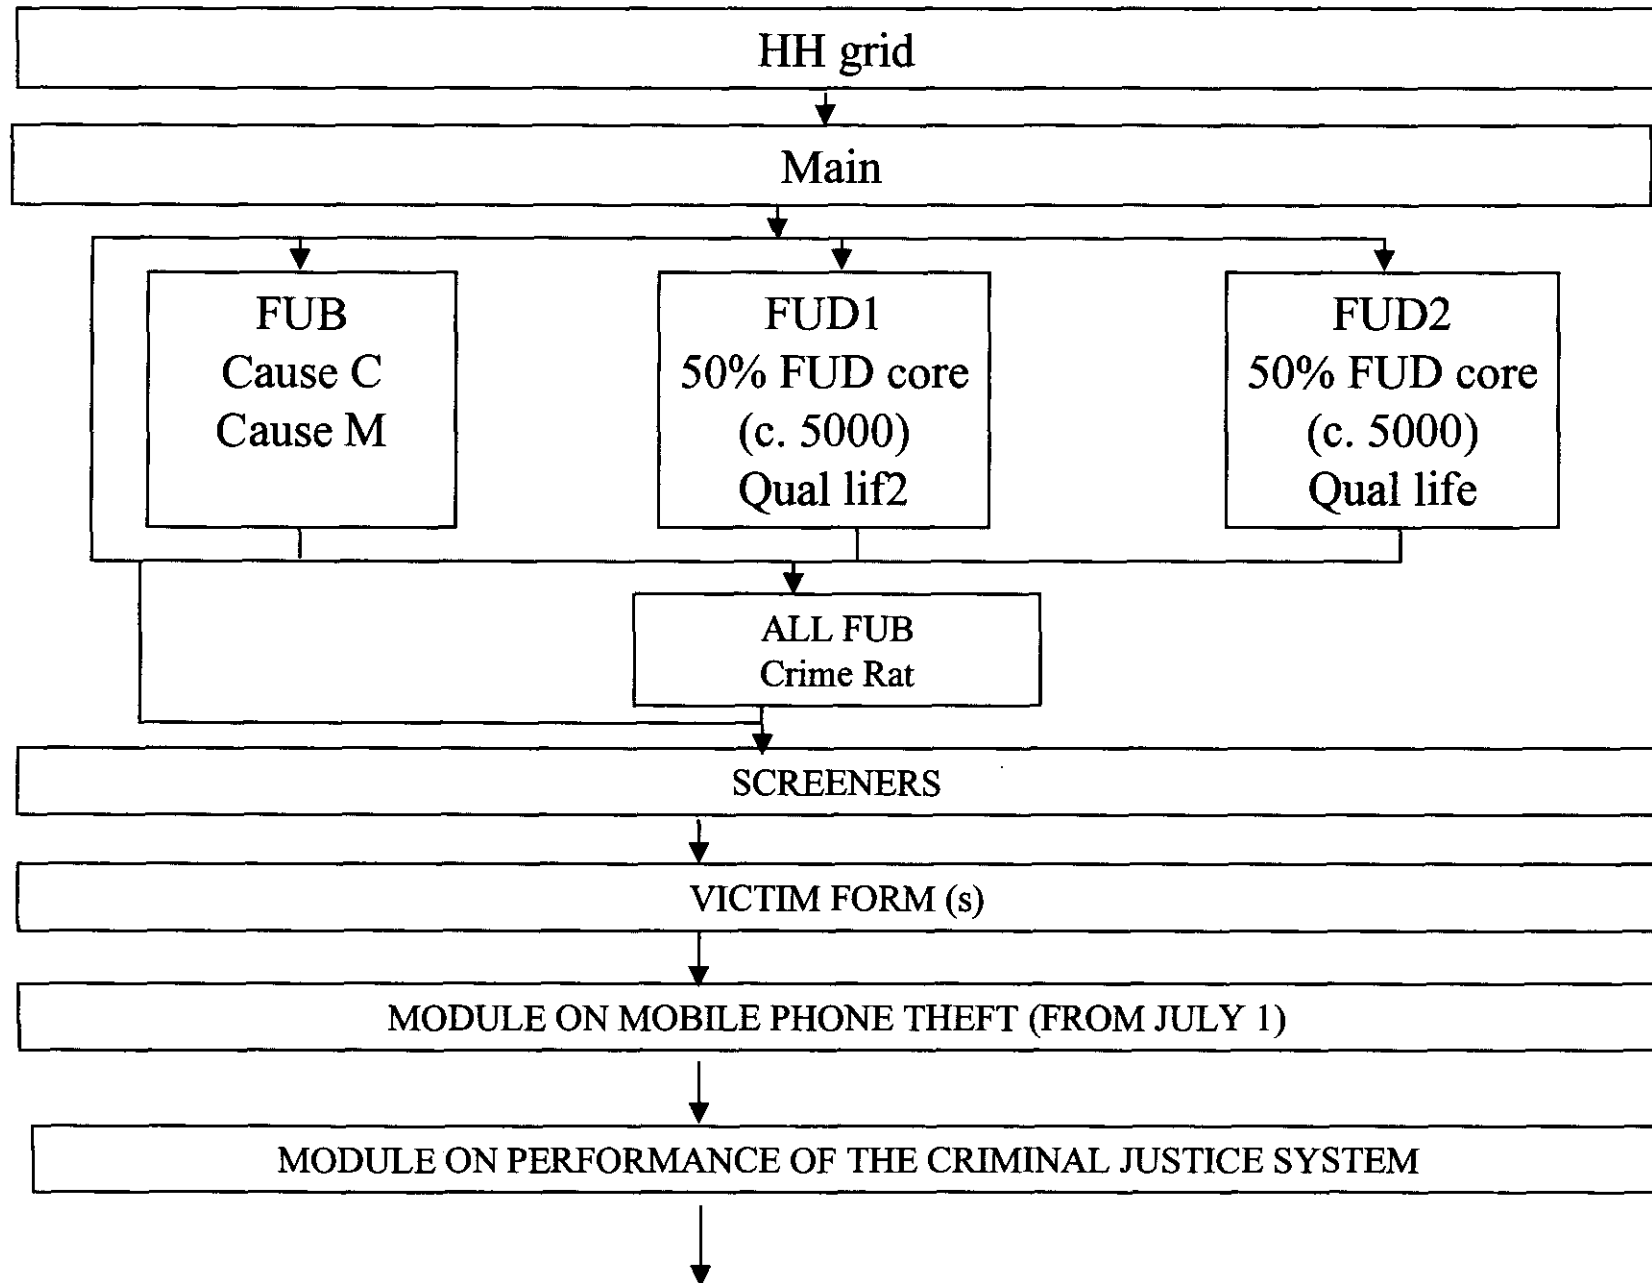 HH grid
Main
FUB
Cause C
Cause M
FUD1
50% FUD core
(c. 5000)
Qual lif2
FUD2
50% FUD core
(c. 5000)
Qual life
ALL FUB
Crime Rat
SCREENERS
VICTIM FORM (s)
MODULE ON MOBILE PHONE THEFT (FROM JULY 1)
MODULE ON PERFORMANCE OF THE CRIMINAL JUSTICE SYSTEM